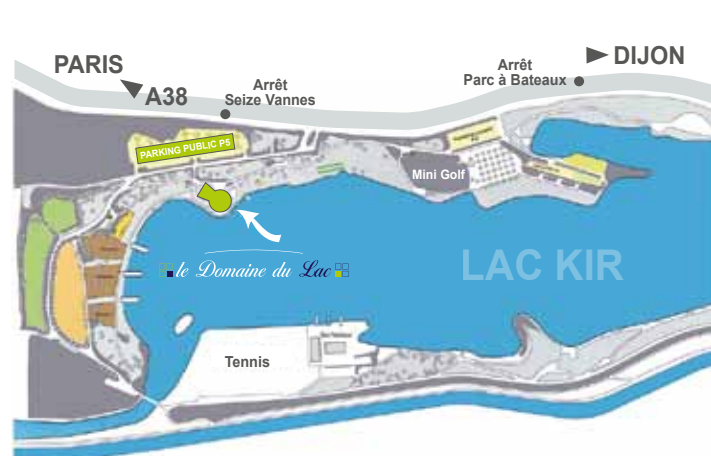 PARIS
A38
Arrêt
Seize Vannes
Arrêt
Parc à Bateaux
DIJON
PARKING PUBLIC P5
Mini Golf
le Domaine du Lac
LAC KIR
Tennis